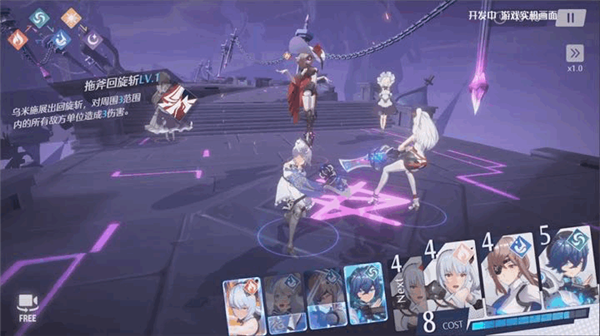 开发中 游戏实机画面
x1.0
拖斧回旋斩LV.1
乌米施展出回旋斩，对周围3范围
内的所有敌方单位造成3伤害。
4
4
4
5
Next
8 COST
FREE